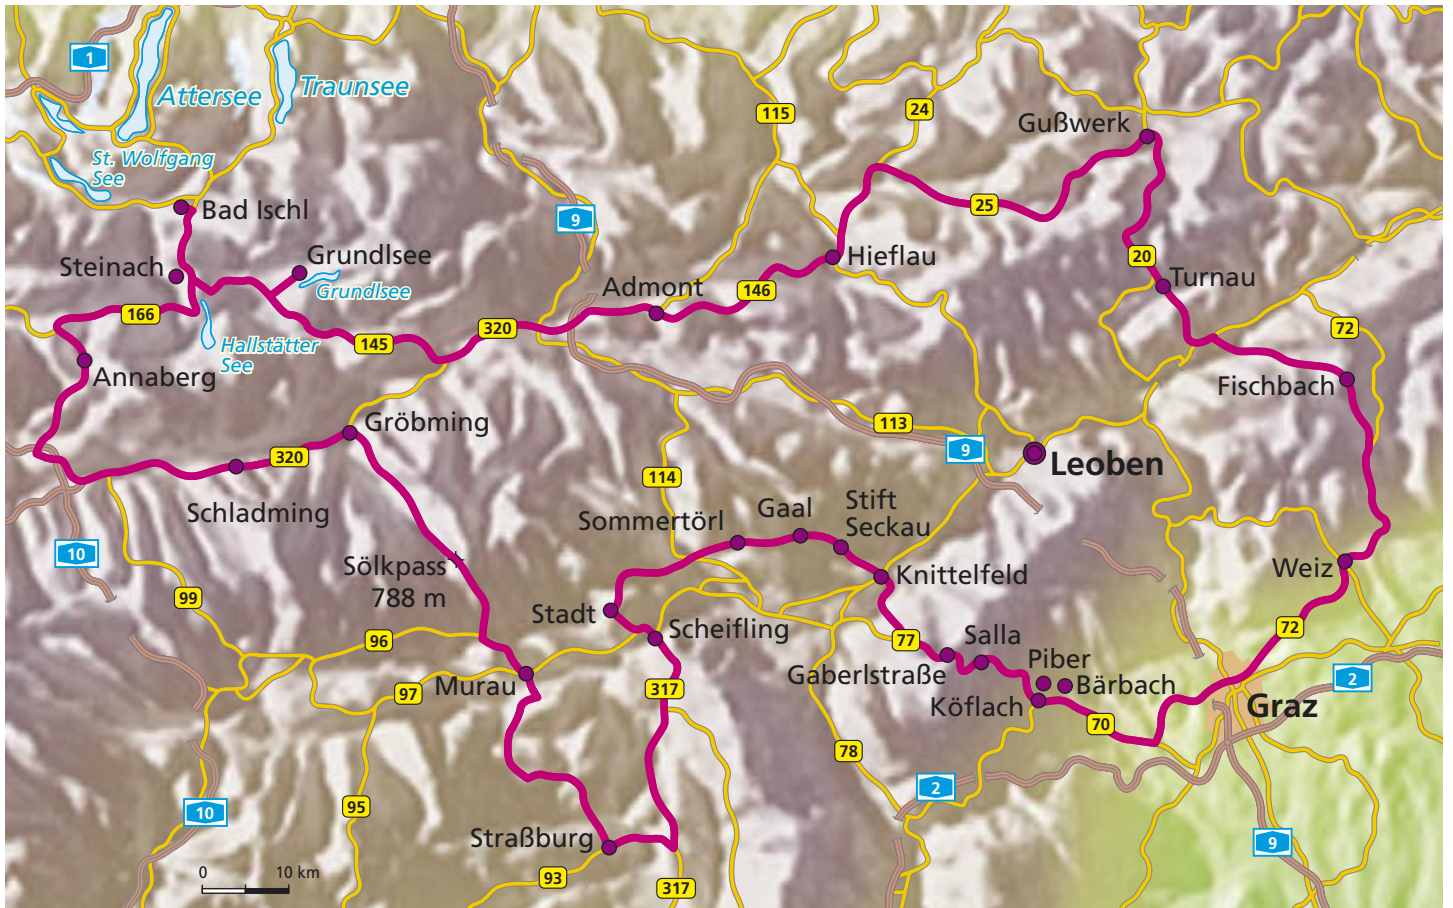 1
Attersee
Traunsee
115
24
Gußwerk
St. Wolfgang
See
Bad Ischl
9
25
Steinach
Grundlsee
Grundlsee
Hieflau
20
Turnau
Admont
146
166
145
320
72
Hallstätter
See
Annaberg
Fischbach
Gröbming
113
9
Leoben
320
114
Schladming
Sommertörl
Gaal
Stift
Seckau
10
Sölkpass
788 m
Knittelfeld
Weiz
99
Stadt
Scheifling
96
77
Salla
72
Gaberlstraße
Piber
Bärbach
2
Murau
97
317
Köflach
70
Graz
78
2
10
95
Straßburg
9
93
317
0
10 km